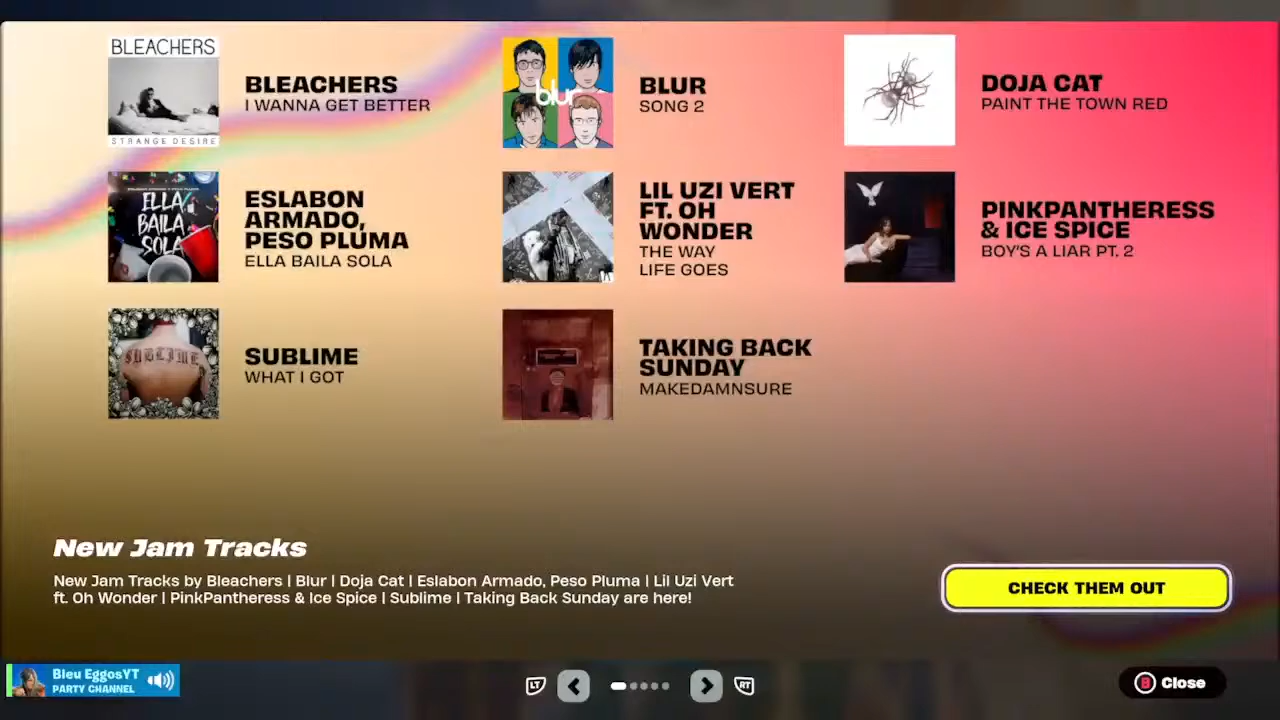 BLEACHERS
STRANGE DESIRE
BLEACHERS
I WANNA GET BETTER
blur
BLUR
SONG 2
DOJA CAT
PAINT THE TOWN RED
ELLA
BAILA
SOLA
ESLABON
ARMADO,
PESO PLUMA
ELLA BAILA SOLA
LIL UZI VERT
FT. OH
WONDER
THE WAY
LIFE GOES
PINKPANTHERESS
& ICE SPICE
BOY'S A LIAR PT. 2
SUBLIME
SUBLIME
WHAT I GOT
TAKING BACK
SUNDAY
MAKEDAMNSURE
New Jam Tracks
New Jam Tracks by Bleachers | Blur | Doja Cat | Eslabon Armado, Peso Pluma | Lil Uzi Vert
ft. Oh Wonder | PinkPantheress & Ice Spice | Sublime | Taking Back Sunday are here!
CHECK THEM OUT
Bleu EggosYT
PARTY CHANNEL
LT
RT
B Close